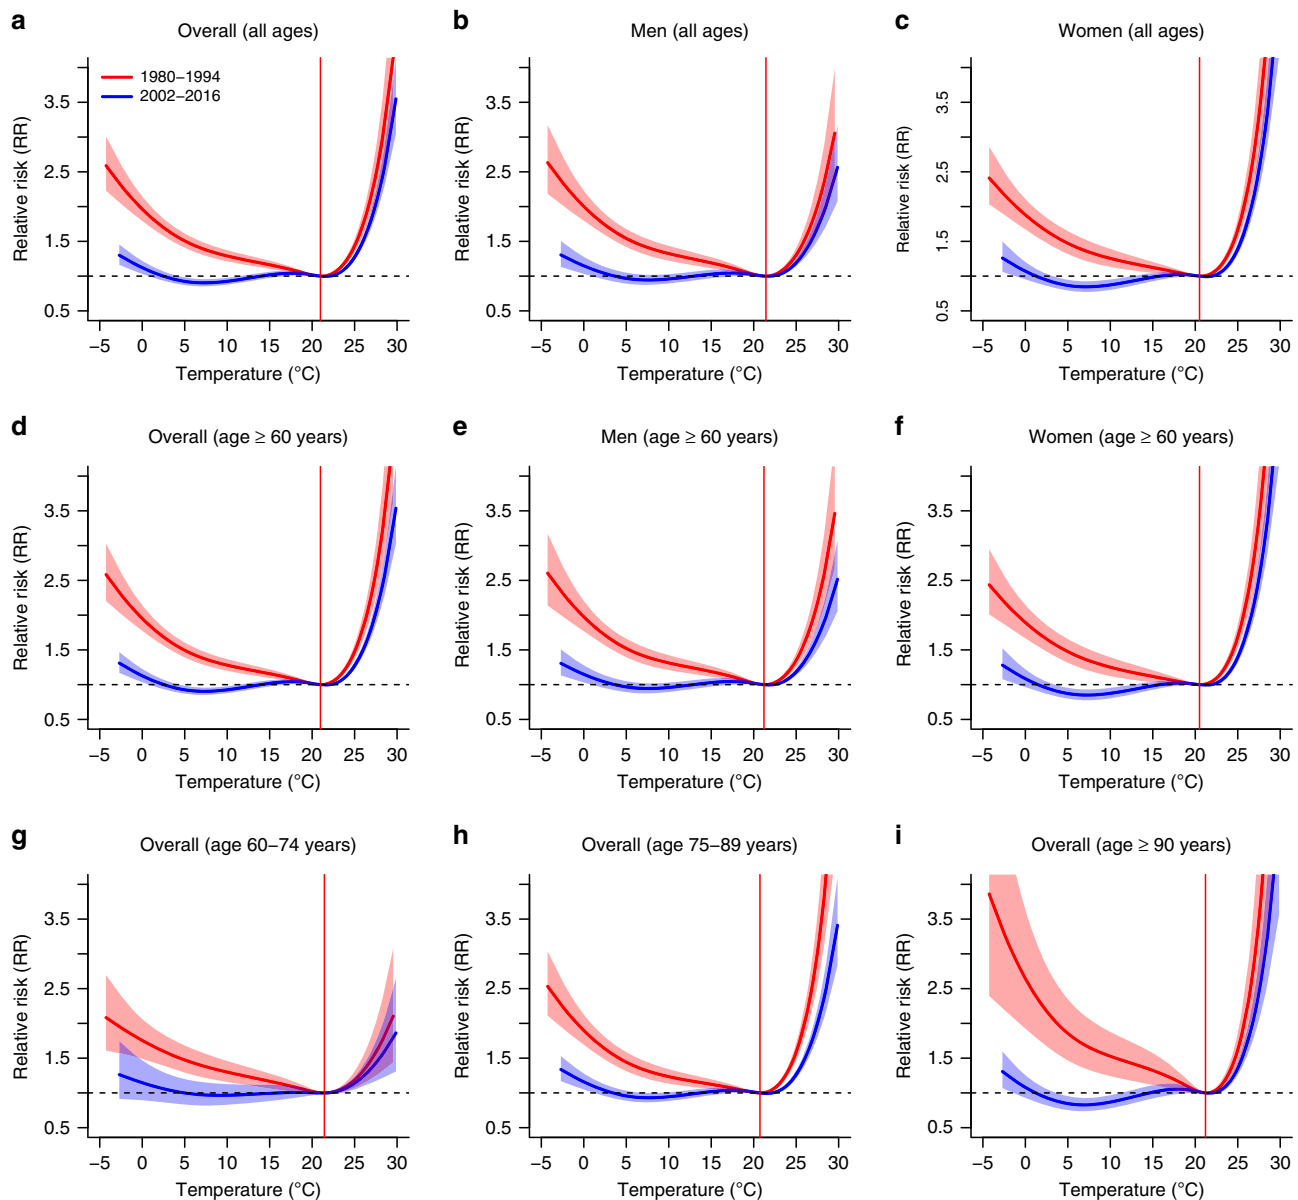 a
Overall (all ages)
1980–1994
2002–2016
Relative risk (RR)
3.5
2.5
1.5
0.5
−5 0 5 10 15 20 25 30
Temperature (°C)
b
Men (all ages)
Relative risk (RR)
3.5
2.5
1.5
0.5
−5 0 5 10 15 20 25 30
Temperature (°C)
c
Women (all ages)
Relative risk (RR)
3.5
2.5
1.5
0.5
−5 0 5 10 15 20 25 30
Temperature (°C)
d
Overall (age ≥ 60 years)
Relative risk (RR)
3.5
2.5
1.5
0.5
−5 0 5 10 15 20 25 30
Temperature (°C)
e
Men (age ≥ 60 years)
Relative risk (RR)
3.5
2.5
1.5
0.5
−5 0 5 10 15 20 25 30
Temperature (°C)
f
Women (age ≥ 60 years)
Relative risk (RR)
3.5
2.5
1.5
0.5
−5 0 5 10 15 20 25 30
Temperature (°C)
g
Overall (age 60–74 years)
Relative risk (RR)
3.5
2.5
1.5
0.5
−5 0 5 10 15 20 25 30
Temperature (°C)
h
Overall (age 75–89 years)
Relative risk (RR)
3.5
2.5
1.5
0.5
−5 0 5 10 15 20 25 30
Temperature (°C)
i
Overall (age ≥ 90 years)
Relative risk (RR)
3.5
2.5
1.5
0.5
−5 0 5 10 15 20 25 30
Temperature (°C)